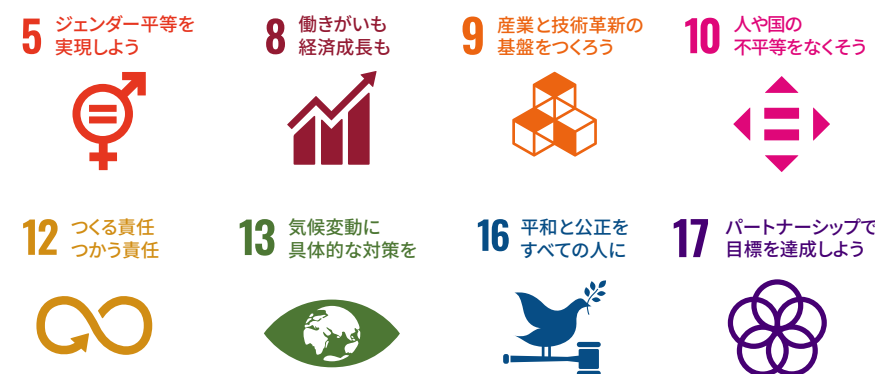 5 ジェンダー平等を
実現しよう
8 働きがいも
経済成長も
9 産業と技術革新の
基盤をつくろう
10 人や国の
不平等をなくそう
12 つくる責任
つかう責任
13 気候変動に
具体的な対策を
16 平和と公正を
すべての人に
17 パートナーシップで
目標を達成しよう